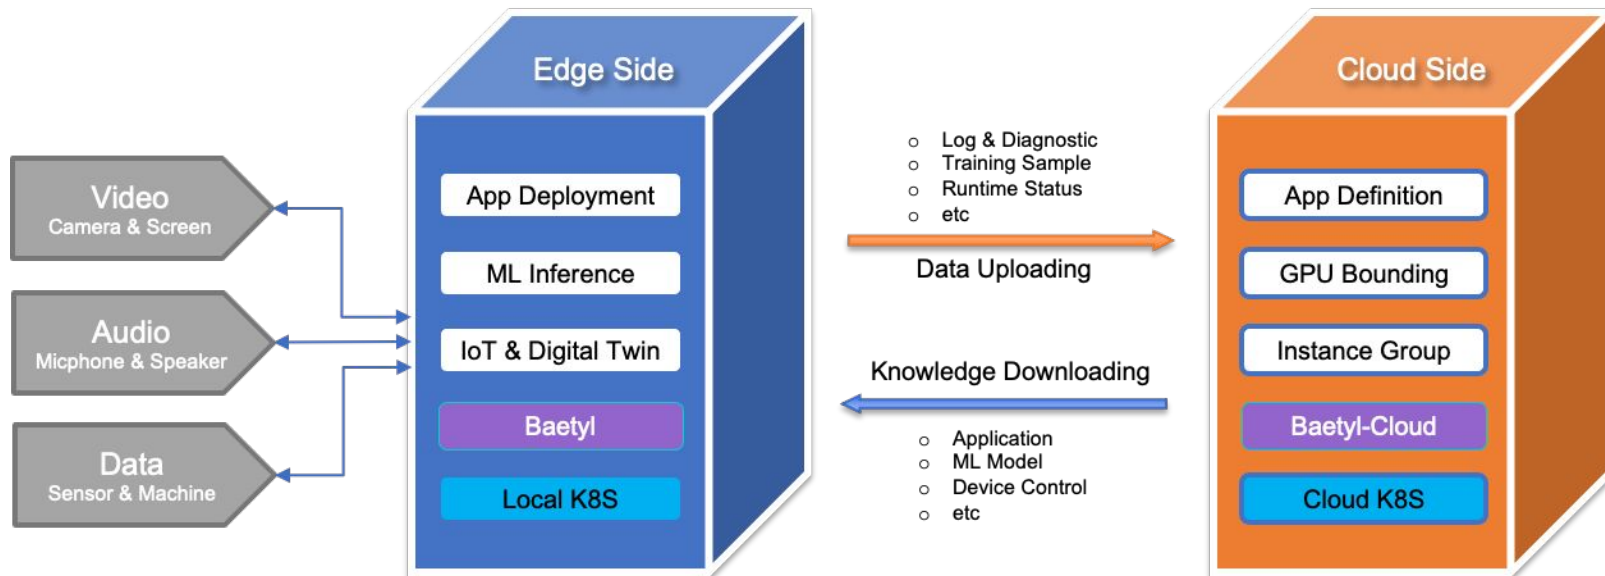 Edge Side
Cloud Side
Video
Camera & Screen
Audio
Micphone & Speaker
Data
Sensor & Machine
App Deployment
ML Inference
IoT & Digital Twin
Baetyl
Local K8S
Log & Diagnostic
Training Sample
Runtime Status
etc
Data Uploading
Knowledge Downloading
Application
ML Model
Device Control
etc
App Definition
GPU Bounding
Instance Group
Baetyl-Cloud
Cloud K8S